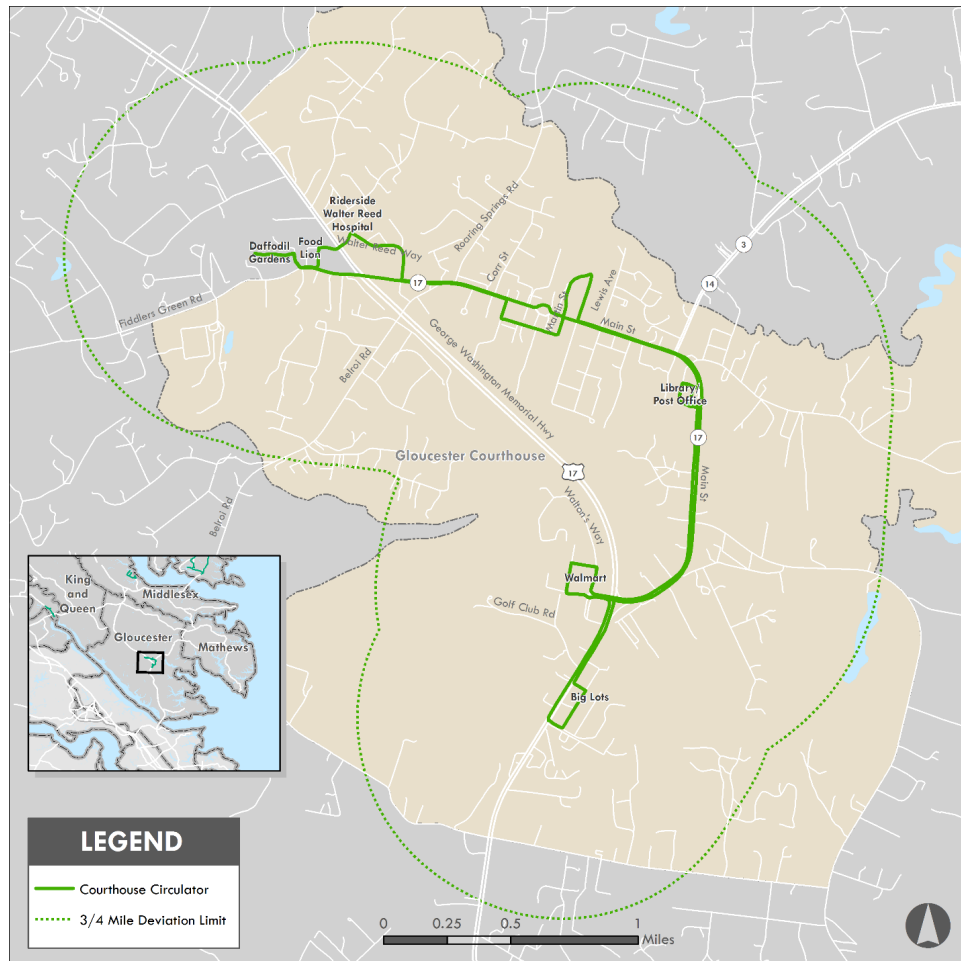 3
14
Riderside
Walter Reed
Hospital
Roaring Springs Rd
Daffodil
Gardens
Food
Lion
Walter Reed Way
17
Corr St
Lewis Ave
Martin St
Main St
Fiddlers Green Rd
George Washington Memorial Hwy
Belroi Rd
Library
Post Office
17
Main St
Gloucester Courthouse
17
Walton's Way
Belroi Rd
Walmart
Golf Club Rd
Big Lots
King
and
Queen
Middlesex
Gloucester
Mathews
LEGEND
Courthouse Circulator
3/4 Mile Deviation Limit
0 0.25 0.5 1
Miles